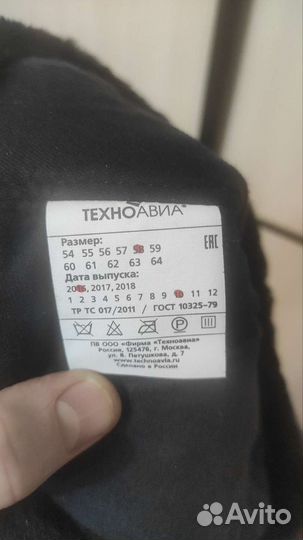 ТЕХНОАВИА®
Размер:
54 55 56 57 58 59
60 61 62 63 64
EAC
Дата выпуска:
2016, 2017, 2018
1 2 3 4 5 6 7 8 9 10 11 12
ТР ТС 017/2011 / ГОСТ 10325-79
P
ПВ ООО «Фирма «Техноавиа»
Россия, 125476, г. Москва,
ул. В. Петушкова, д. 7
www.technoavia.ru
Сделано в России
Avito